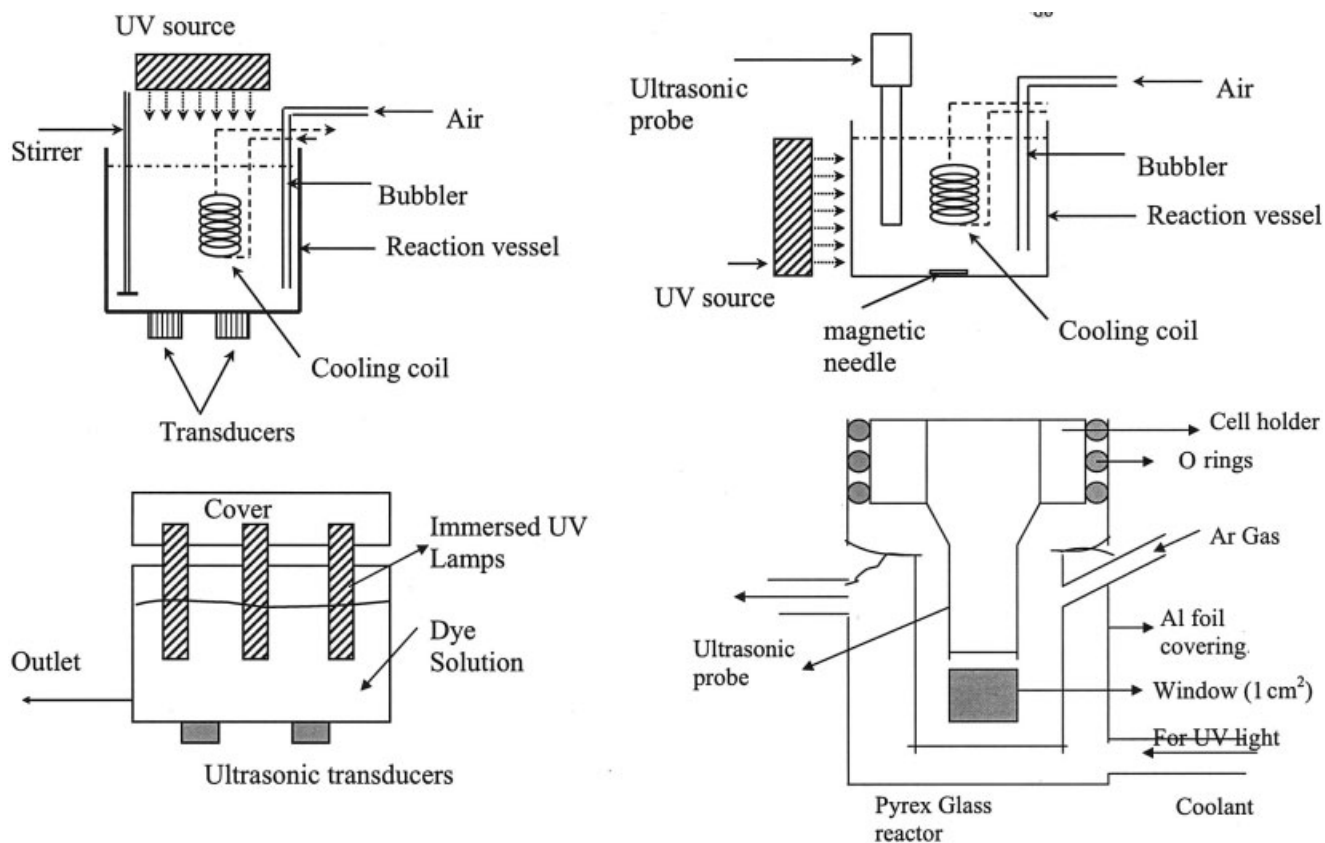 UV source
Stirrer
Air
Bubbler
Reaction vessel
Cooling coil
Transducers
Ultrasonic
probe
Air
Bubbler
Reaction vessel
UV source
magnetic
needle
Cooling coil
Cover
Immersed UV
Lamps
Dye
Solution
Outlet
Ultrasonic transducers
Cell holder
O rings
Ar Gas
Al foil
covering
Ultrasonic
probe
Window (1 cm²)
For UV light
Pyrex Glass
reactor
Coolant